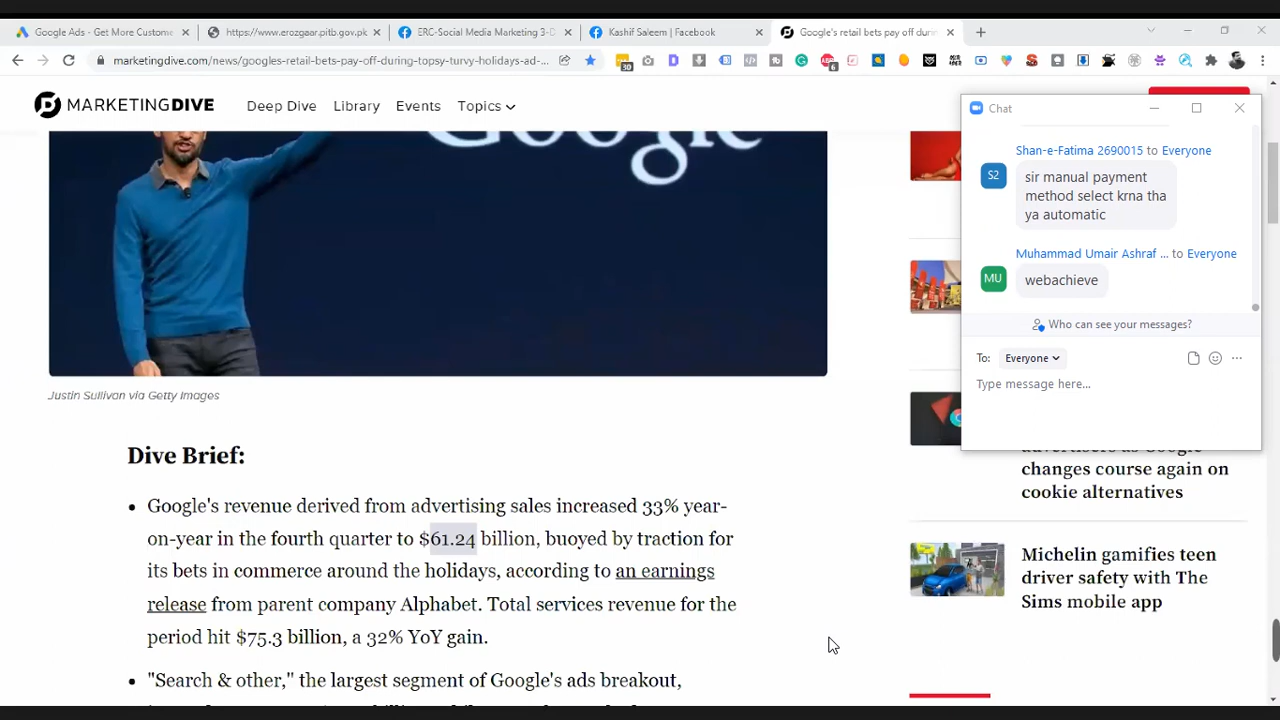 Google Ads - Get More Custome
https://www.erozgaar.pitb.gov.pk
ERC-Social Media Marketing 3-D
Kashif Saleem | Facebook
Google's retail bets pay off durin
marketingdive.com/news/googles-retail-bets-pay-off-during-topsy-turvy-holidays-ad-...
30
6
MARKETINGDIVE
Deep Dive
Library
Events
Topics
Google
Justin Sullivan via Getty Images
Dive Brief:
• Google's revenue derived from advertising sales increased 33% year-
on-year in the fourth quarter to $61.24 billion, buoyed by traction for
its bets in commerce around the holidays, according to an earnings
release from parent company Alphabet. Total services revenue for the
period hit $75.3 billion, a 32% YoY gain.
• "Search & other," the largest segment of Google's ads breakout,
Chat
Shan-e-Fatima 2690015 to Everyone
S2
sir manual payment
method select krna tha
ya automatic
Muhammad Umair Ashraf ... to Everyone
MU
webachieve
Who can see your messages?
To: Everyone
Type message here...
advertisers as Google
changes course again on
cookie alternatives
Michelin gamifies teen
driver safety with The
Sims mobile app